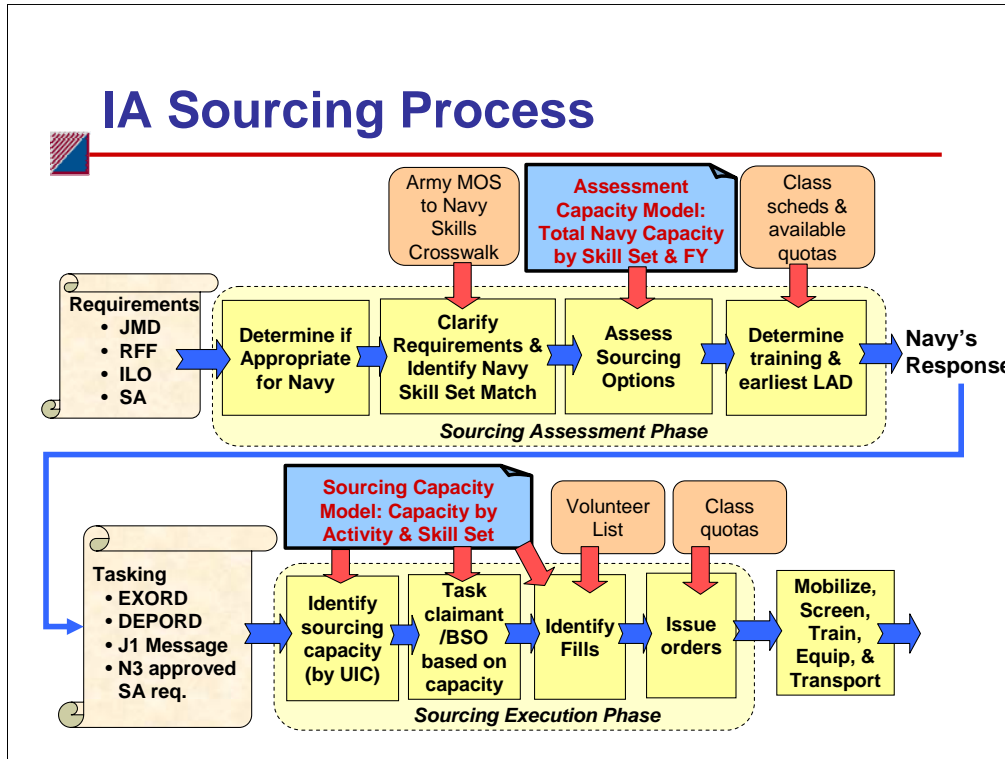 IA Sourcing Process
Army MOS
to Navy
Skills
Crosswalk
Assessment
Capacity Model:
Total Navy Capacity
by Skill Set & FY
Class
scheds &
available
quotas
Requirements
• JMD
• RFF
• ILO
• SA
Determine if
Appropriate
for Navy
Clarify
Requirements &
Identify Navy
Skill Set Match
Assess
Sourcing
Options
Determine
training &
earliest LAD
Navy's
Response
Sourcing Assessment Phase
Sourcing Capacity
Model: Capacity by
Activity & Skill Set
Volunteer
List
Class
quotas
Tasking
• EXORD
• DEPORD
• J1 Message
• N3 approved
SA req.
Identify
sourcing
capacity
(by UIC)
Task
claimant
/BSO
based on
capacity
Identify
Fills
Issue
orders
Mobilize,
Screen,
Train,
Equip, &
Transport
Sourcing Execution Phase